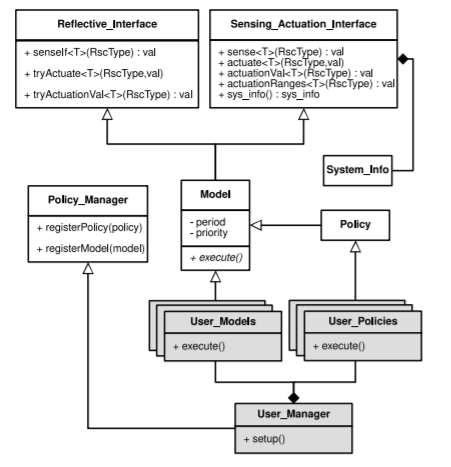 Reflective_Interface
+ senseIf<T>(RscType) : val
+ tryActuate<T>(RscType,val)
+ tryActuationVal<T>(RscType) : val
Sensing_Actuation_Interface
+ sense<T>(RscType) : val
+ actuate<T>(RscType,val)
+ actuationVal<T>(RscType) : val
+ actuationRanges<T>(RscType) : val
+ sys_info() : sys_info
System_Info
Policy_Manager
+ registerPolicy(policy)
+ registerModel(model)
Model
- period
- priority
+ execute()
Policy
User_Models
+ execute()
User_Policies
+ execute()
User_Manager
+ setup()